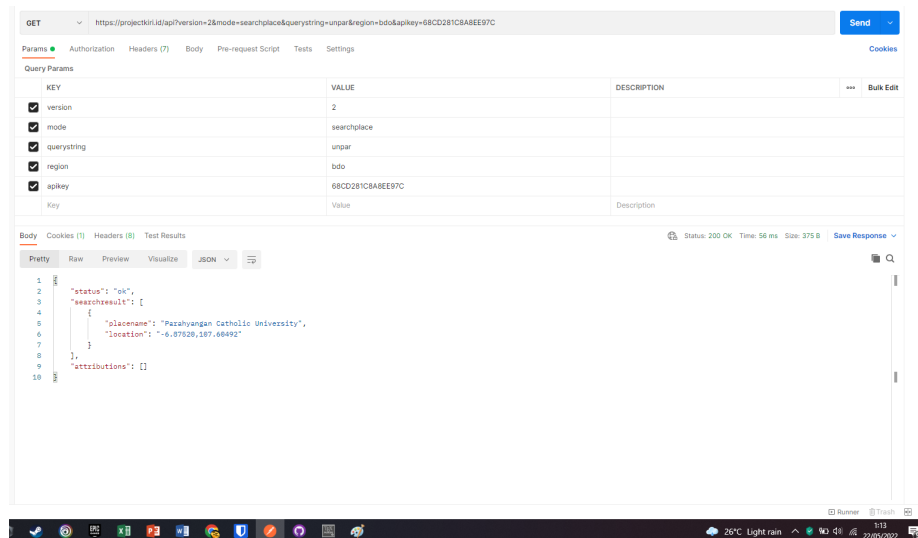 GET https://projectkiri.id/api?version=2&mode=searchplace&querystring=unpar&region=bdo&apikey=68CD281C8A8EE97C Send
Params Authorization Headers (7) Body Pre-request Script Tests Settings Cookies
Query Params
KEY VALUE DESCRIPTION ooo Bulk Edit
version 2
mode searchplace
querystring unpar
region bdo
apikey 68CD281C8A8EE97C
Key Value Description
Body Cookies (1) Headers (8) Test Results Status: 200 OK Time: 56 ms Size: 375 B Save Response
Pretty Raw Preview Visualize JSON
1 {
2 "status": "ok",
3 "searchresult": [
4 {
5 "placename": "Parahyangan Catholic University",
6 "location": "-6.87520,107.60492"
7 }
8 ],
9 "attributions": []
10 }
Runner Trash
26°C Light rain 1:13
22/05/2022